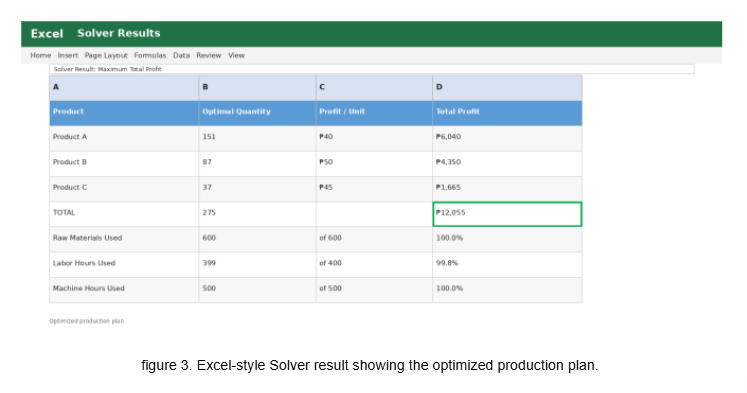 Excel Solver Results
Home Insert Page Layout Formulas Data Review View
Solver Result: Maximum Total Profit
A B C D
Product Optimal Quantity Profit / Unit Total Profit
Product A 151 ₱40 ₱6,040
Product B 87 ₱50 ₱4,350
Product C 37 ₱45 ₱1,665
TOTAL 275 ₱12,055
Raw Materials Used 600 of 600 100.0%
Labor Hours Used 399 of 400 99.8%
Machine Hours Used 500 of 500 100.0%
Optimized production plan
figure 3. Excel-style Solver result showing the optimized production plan.